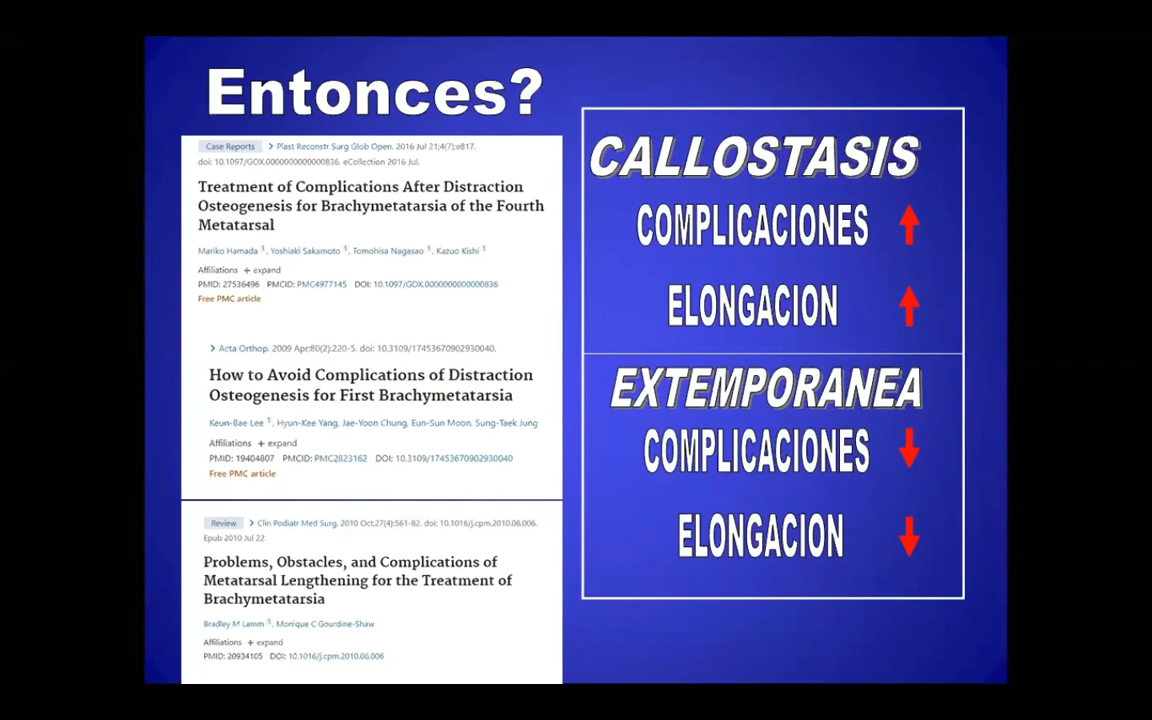 Entonces?
Case Reports > Plast Reconstr Surg Glob Open. 2016 Jul 21;4(7):e817.
doi: 10.1097/GOX.0000000000000836. eCollection 2016 Jul.
Treatment of Complications After Distraction
Osteogenesis for Brachymetatarsia of the Fourth
Metatarsal
Mariko Hamada 1, Yoshiaki Sakamoto 1, Tomohisa Nagasao 1, Kazuo Kishi 1
Affiliations + expand
PMID: 27536496 PMCID: PMC4977145 DOI: 10.1097/GOX.0000000000000836
Free PMC article
> Acta Orthop. 2009 Apr;80(2):220-5. doi: 10.3109/17453670902930040.
How to Avoid Complications of Distraction
Osteogenesis for First Brachymetatarsia
Keun-Bae Lee 1, Hyun-Kee Yang, Jae-Yoon Chung, Eun-Sun Moon, Sung-Taek Jung
Affiliations + expand
PMID: 19404807 PMCID: PMC2823162 DOI: 10.3109/17453670902930040
Free PMC article
Review > Clin Podiatr Med Surg. 2010 Oct;27(4):561-82. doi: 10.1016/j.cpm.2010.06.006.
Epub 2010 Jul 22.
Problems, Obstacles, and Complications of
Metatarsal Lengthening for the Treatment of
Brachymetatarsia
Bradley M Lamm 1, Monique C Gourdine-Shaw
Affiliations + expand
PMID: 20934105 DOI: 10.1016/j.cpm.2010.06.006
CALLOSTASIS
COMPLICACIONES
ELONGACION
EXTEMPORANEA
COMPLICACIONES
ELONGACION